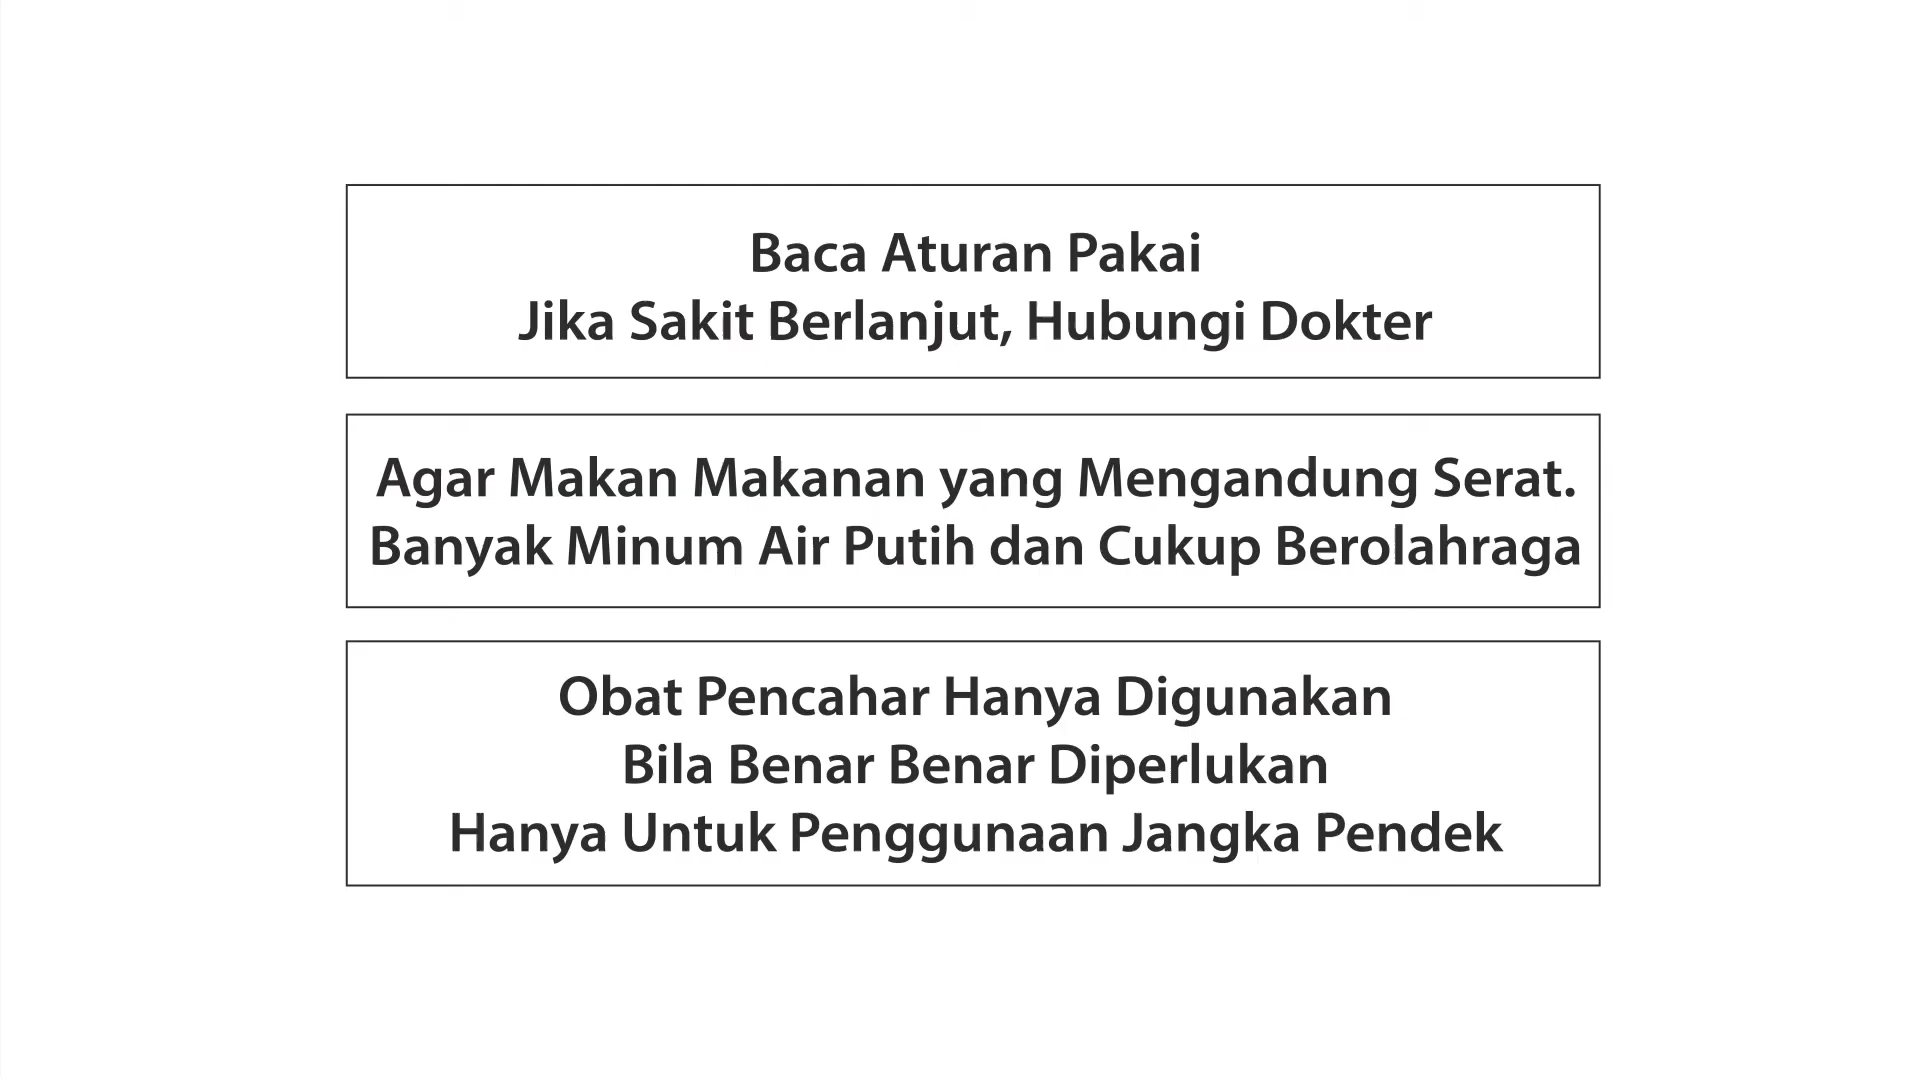 Baca Aturan Pakai
Jika Sakit Berlanjut, Hubungi Dokter
Agar Makan Makanan yang Mengandung Serat.
Banyak Minum Air Putih dan Cukup Berolahraga
Obat Pencahar Hanya Digunakan
Bila Benar Benar Diperlukan
Hanya Untuk Penggunaan Jangka Pendek